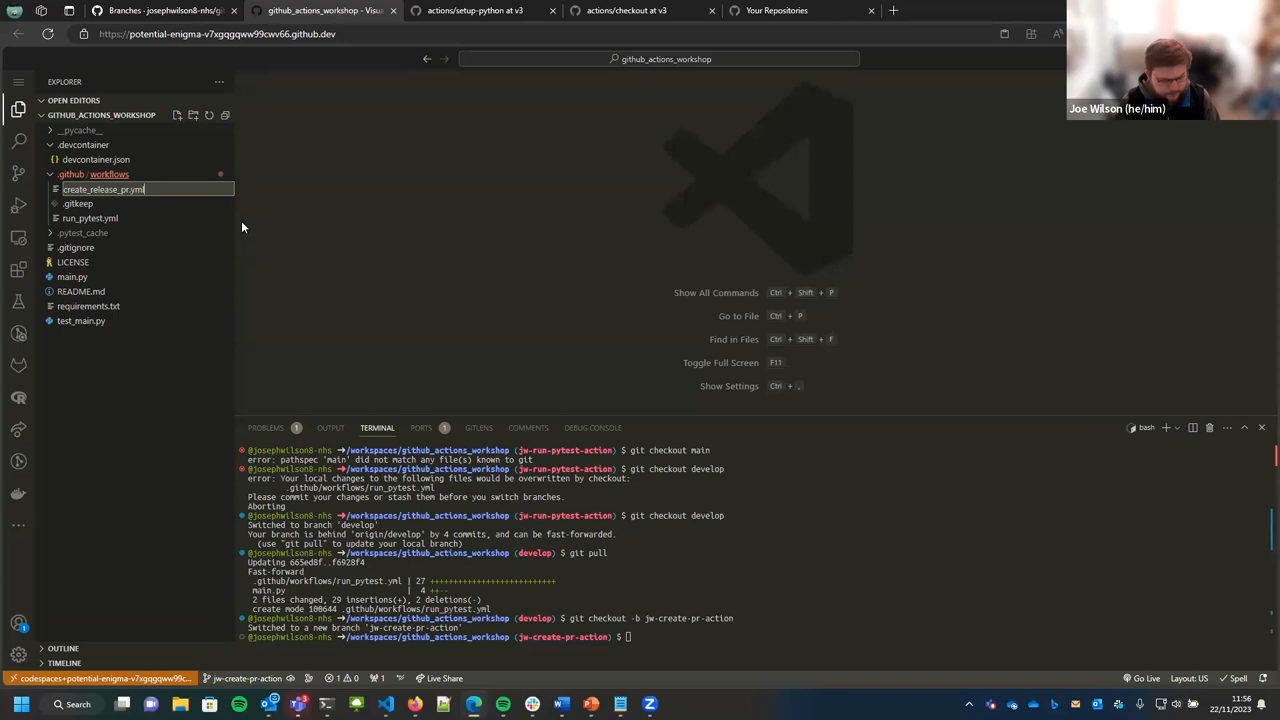 Branches · josephwilson8-nhs/gi
github_actions_workshop - Visua
actions/setup-python at v3
actions/checkout at v3
Your Repositories
https://potential-enigma-v7xgqgqww99cwv66.github.dev
github_actions_workshop
Joe Wilson (he/him)
EXPLORER
OPEN EDITORS
GITHUB_ACTIONS_WORKSHOP
__pycache__
.devcontainer
devcontainer.json
.github / workflows
create_release_pr.yml
.gitkeep
run_pytest.yml
.pytest_cache
.gitignore
LICENSE
main.py
README.md
requirements.txt
test_main.py
OUTLINE
TIMELINE
Show All Commands Ctrl + Shift + P
Go to File Ctrl + P
Find in Files Ctrl + Shift + F
Toggle Full Screen F11
Show Settings Ctrl + ,
PROBLEMS 1 OUTPUT TERMINAL PORTS 1 GITLENS COMMENTS DEBUG CONSOLE
bash
@josephwilson8-nhs ➜/workspaces/github_actions_workshop (jw-run-pytest-action) $ git checkout main
error: pathspec 'main' did not match any file(s) known to git
@josephwilson8-nhs ➜/workspaces/github_actions_workshop (jw-run-pytest-action) $ git checkout develop
error: Your local changes to the following files would be overwritten by checkout:
.github/workflows/run_pytest.yml
Please commit your changes or stash them before you switch branches.
Aborting
@josephwilson8-nhs ➜/workspaces/github_actions_workshop (jw-run-pytest-action) $ git checkout develop
Switched to branch 'develop'
Your branch is behind 'origin/develop' by 4 commits, and can be fast-forwarded.
(use "git pull" to update your local branch)
@josephwilson8-nhs ➜/workspaces/github_actions_workshop (develop) $ git pull
Updating 665ed8f..f6928f4
Fast-forward
.github/workflows/run_pytest.yml | 27 +++++++++++++++++++++++++++
main.py | 4 ++--
2 files changed, 29 insertions(+), 2 deletions(-)
create mode 100644 .github/workflows/run_pytest.yml
@josephwilson8-nhs ➜/workspaces/github_actions_workshop (develop) $ git checkout -b jw-create-pr-action
Switched to a new branch 'jw-create-pr-action'
@josephwilson8-nhs ➜/workspaces/github_actions_workshop (jw-create-pr-action) $
codespaces+potential-enigma-v7xgqgqww99c... jw-create-pr-action 1 0 1 Live Share Go Live Layout: US Spell
Search
11:56
22/11/2023